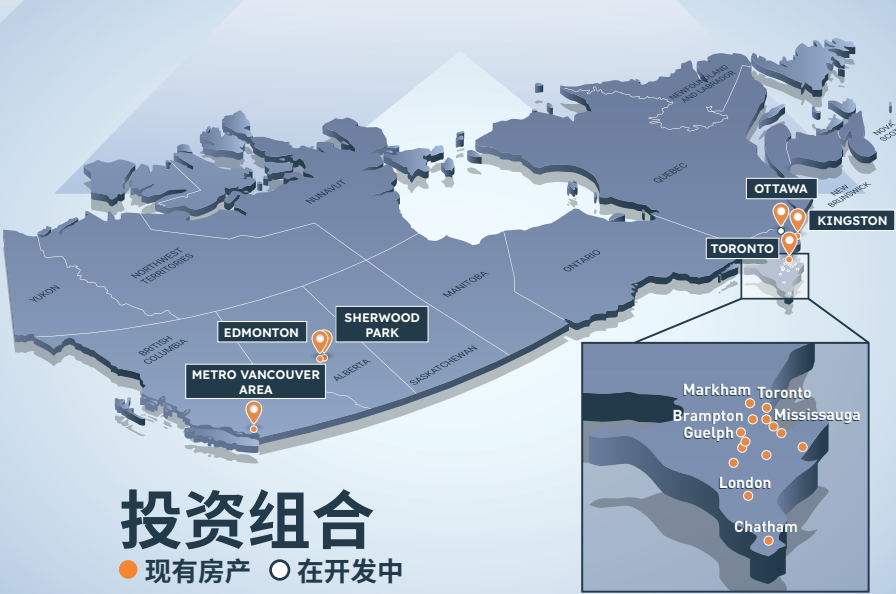 NEWFOUNDLAND
AND LABRADOR
NOVA
QUEBEC
NEW
BRUNSWICK
OTTAWA
KINGSTON
TORONTO
NUNAVUT
NORTHWEST
TERRITORIES
YUKON
ONTARIO
MANITOBA
SASKATCHEWAN
ALBERTA
BRITISH
COLUMBIA
EDMONTON
SHERWOOD
PARK
METRO VANCOUVER
AREA
Markham
Toronto
Brampton
Mississauga
Guelph
London
Chatham
投资组合
现有房产
在开发中